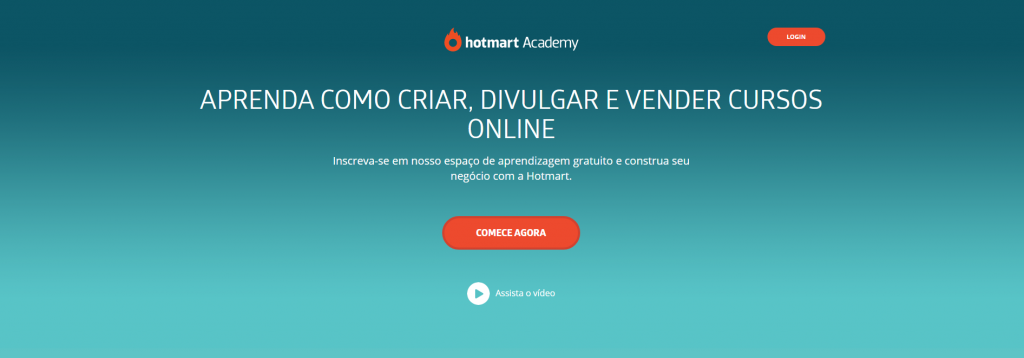 hotmart Academy
LOGIN
APRENDA COMO CRIAR, DIVULGAR E VENDER CURSOS
ONLINE
Inscreva-se em nosso espaço de aprendizagem gratuito e construa seu
negócio com a Hotmart.
COMECE AGORA
Assista o vídeo